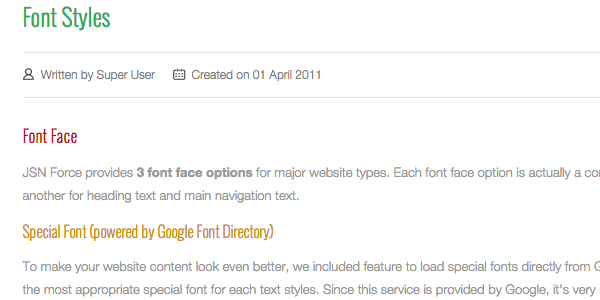 Font Styles
Written by Super User Created on 01 April 2011
Font Face
JSN Force provides 3 font face options for major website types. Each font face option is actually a
another for heading text and main navigation text.
Special Font (powered by Google Font Directory)
To make your website content look even better, we included feature to load special fonts directly from
the most appropriate special font for each text styles. Since this service is provided by Google, it's very